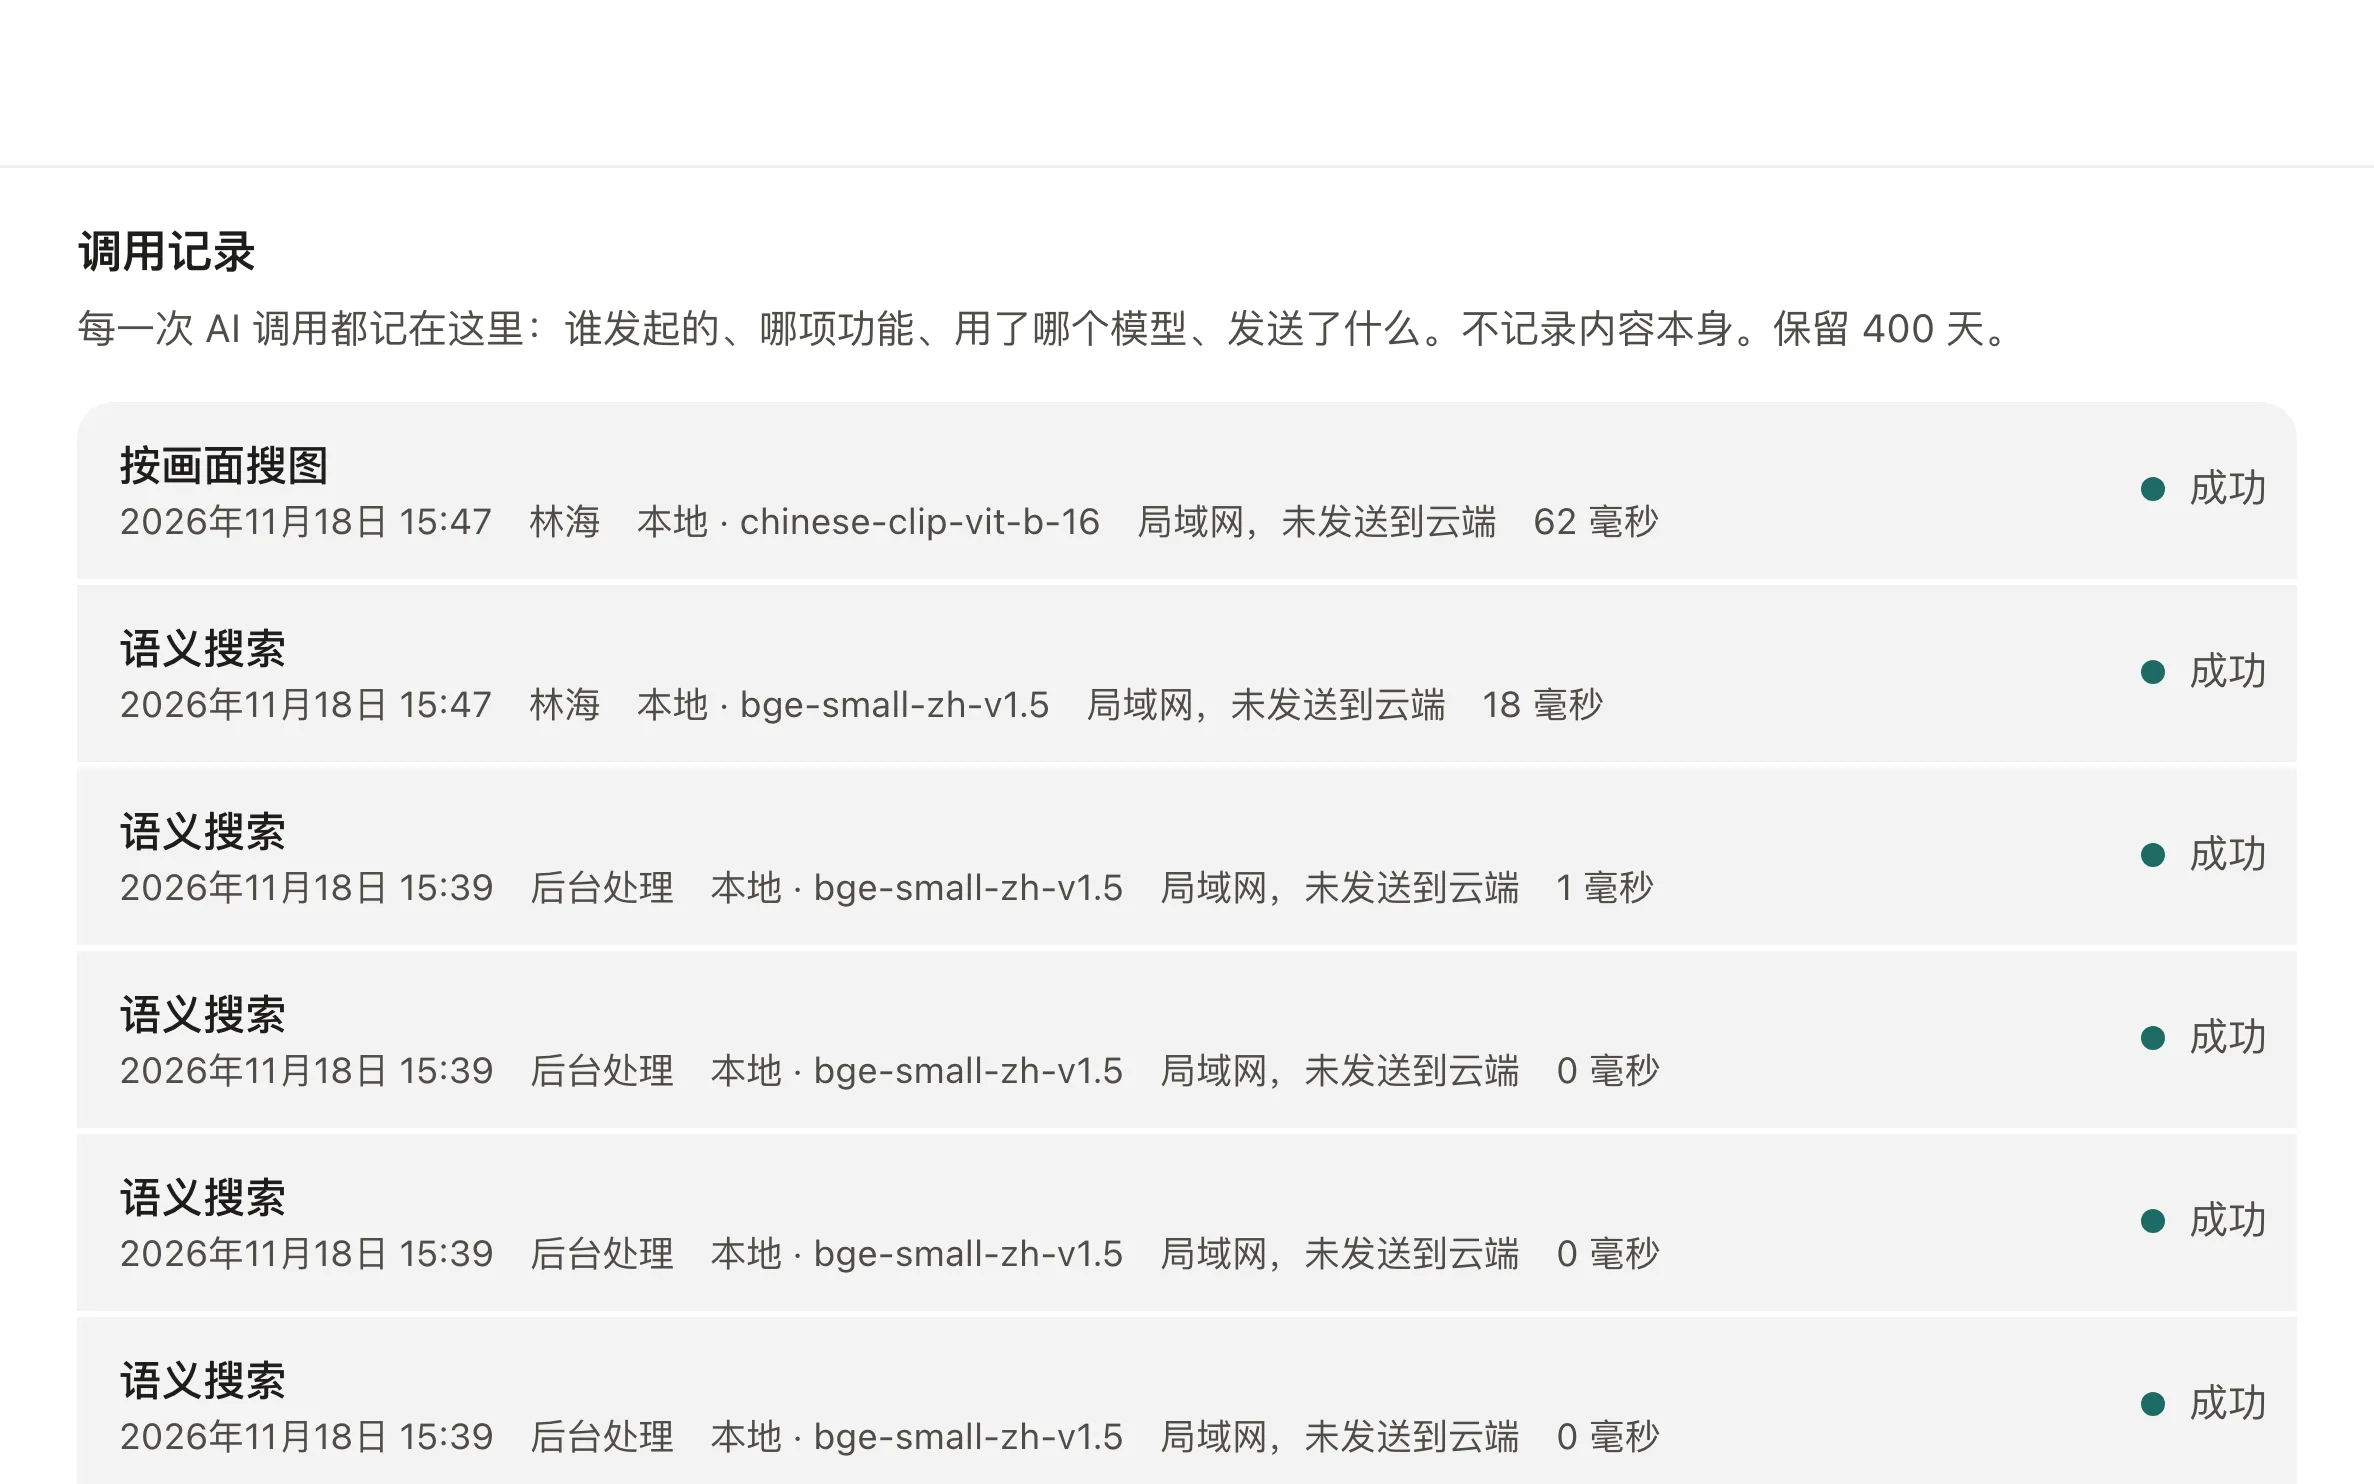 调用记录
每一次 AI 调用都记在这里：谁发起的、哪项功能、用了哪个模型、发送了什么。不记录内容本身。保留 400 天。
按画面搜图
2026年11月18日 15:47 林海 本地 · chinese-clip-vit-b-16 局域网，未发送到云端 62 毫秒
成功
语义搜索
2026年11月18日 15:47 林海 本地 · bge-small-zh-v1.5 局域网，未发送到云端 18 毫秒
成功
语义搜索
2026年11月18日 15:39 后台处理 本地 · bge-small-zh-v1.5 局域网，未发送到云端 1 毫秒
成功
语义搜索
2026年11月18日 15:39 后台处理 本地 · bge-small-zh-v1.5 局域网，未发送到云端 0 毫秒
成功
语义搜索
2026年11月18日 15:39 后台处理 本地 · bge-small-zh-v1.5 局域网，未发送到云端 0 毫秒
成功
语义搜索
2026年11月18日 15:39 后台处理 本地 · bge-small-zh-v1.5 局域网，未发送到云端 0 毫秒
成功